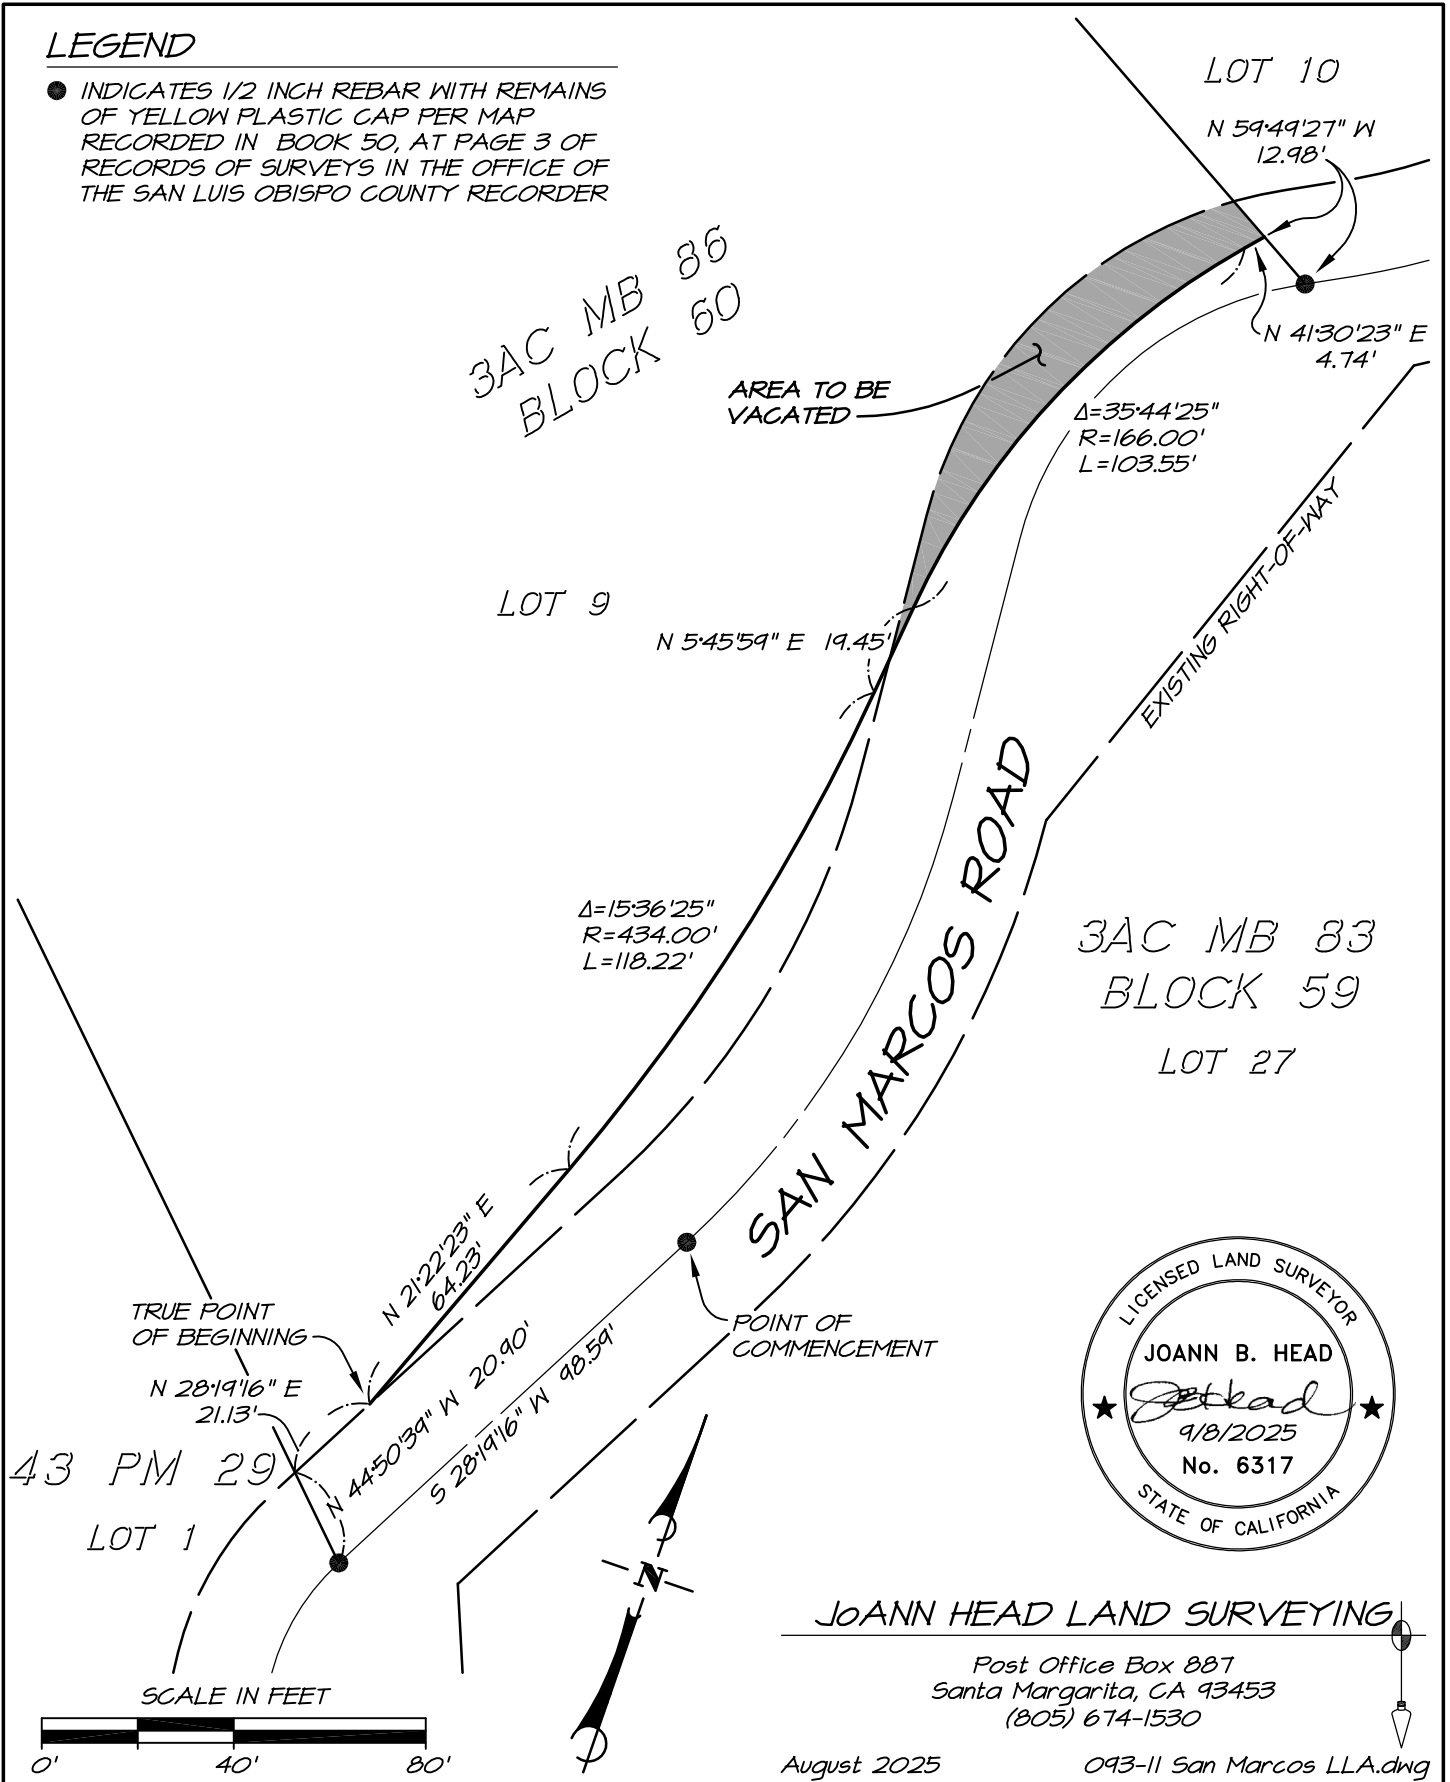 LEGEND
INDICATES 1/2 INCH REBAR WITH REMAINS
OF YELLOW PLASTIC CAP PER MAP
RECORDED IN BOOK 50, AT PAGE 3 OF
RECORDS OF SURVEYS IN THE OFFICE OF
THE SAN LUIS OBISPO COUNTY RECORDER
LOT 10
N 59°49'27" W
12.98'
3AC MB 86
BLOCK 60
N 41°30'23" E
4.74'
AREA TO BE
VACATED
Δ=35°44'25"
R=166.00'
L=103.55'
EXISTING RIGHT-OF-WAY
LOT 9
N 5°45'59" E 19.45'
SAN MARCOS ROAD
Δ=15°36'25"
R=434.00'
L=118.22'
3AC MB 83
BLOCK 59
LOT 27
N 21°22'23" E
64.23'
TRUE POINT
OF BEGINNING
POINT OF
COMMENCEMENT
N 28°19'16" E
21.13'
N 44°50'39" W 20.90'
S 28°19'16" W 98.59'
43 PM 29
LOT 1
LICENSED LAND SURVEYOR
JOANN B. HEAD
JBHead
9/8/2025
No. 6317
STATE OF CALIFORNIA
N
JoANN HEAD LAND SURVEYING
Post Office Box 887
Santa Margarita, CA 93453
(805) 674-1530
SCALE IN FEET
0' 40' 80'
August 2025 093-11 San Marcos LLA.dwg